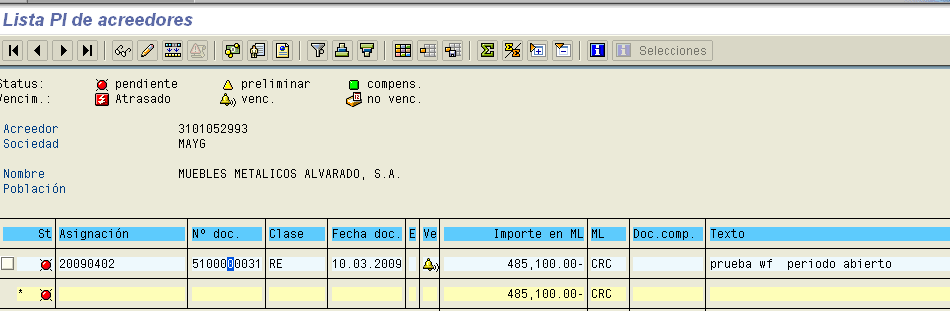 Lista PI de acreedores
Selecciones
Status: pendiente preliminar compens.
Vencim.: Atrasado venc. no venc.
Acreedor 3101052993
Sociedad MAYG
Nombre MUEBLES METALICOS ALVARADO, S.A.
Población
St Asignación Nº doc. Clase Fecha doc. E Ve Importe en ML ML Doc.comp. Texto
20090402 5100000031 RE 10.03.2009 485,100.00- CRC prueba wf periodo abierto
* 485,100.00- CRC